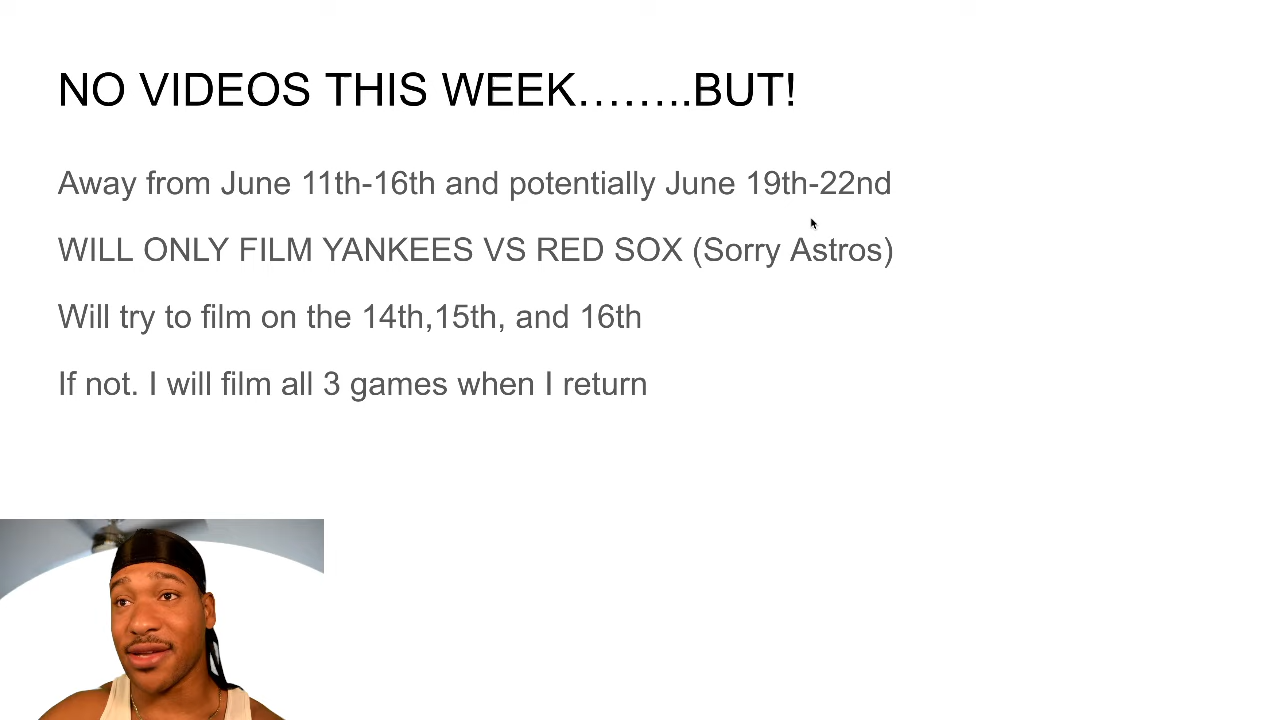 NO VIDEOS THIS WEEK……..BUT!
Away from June 11th-16th and potentially June 19th-22nd
WILL ONLY FILM YANKEES VS RED SOX (Sorry Astros)
Will try to film on the 14th,15th, and 16th
If not. I will film all 3 games when I return